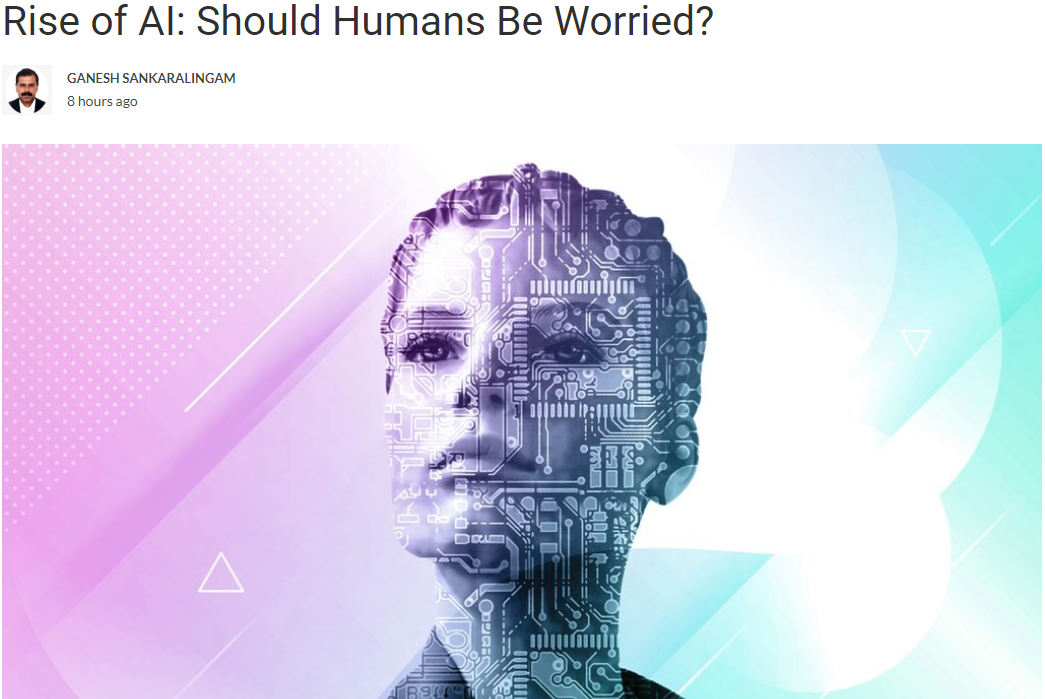 Rise of AI: Should Humans Be Worried?
GANESH SANKARALINGAM
8 hours ago